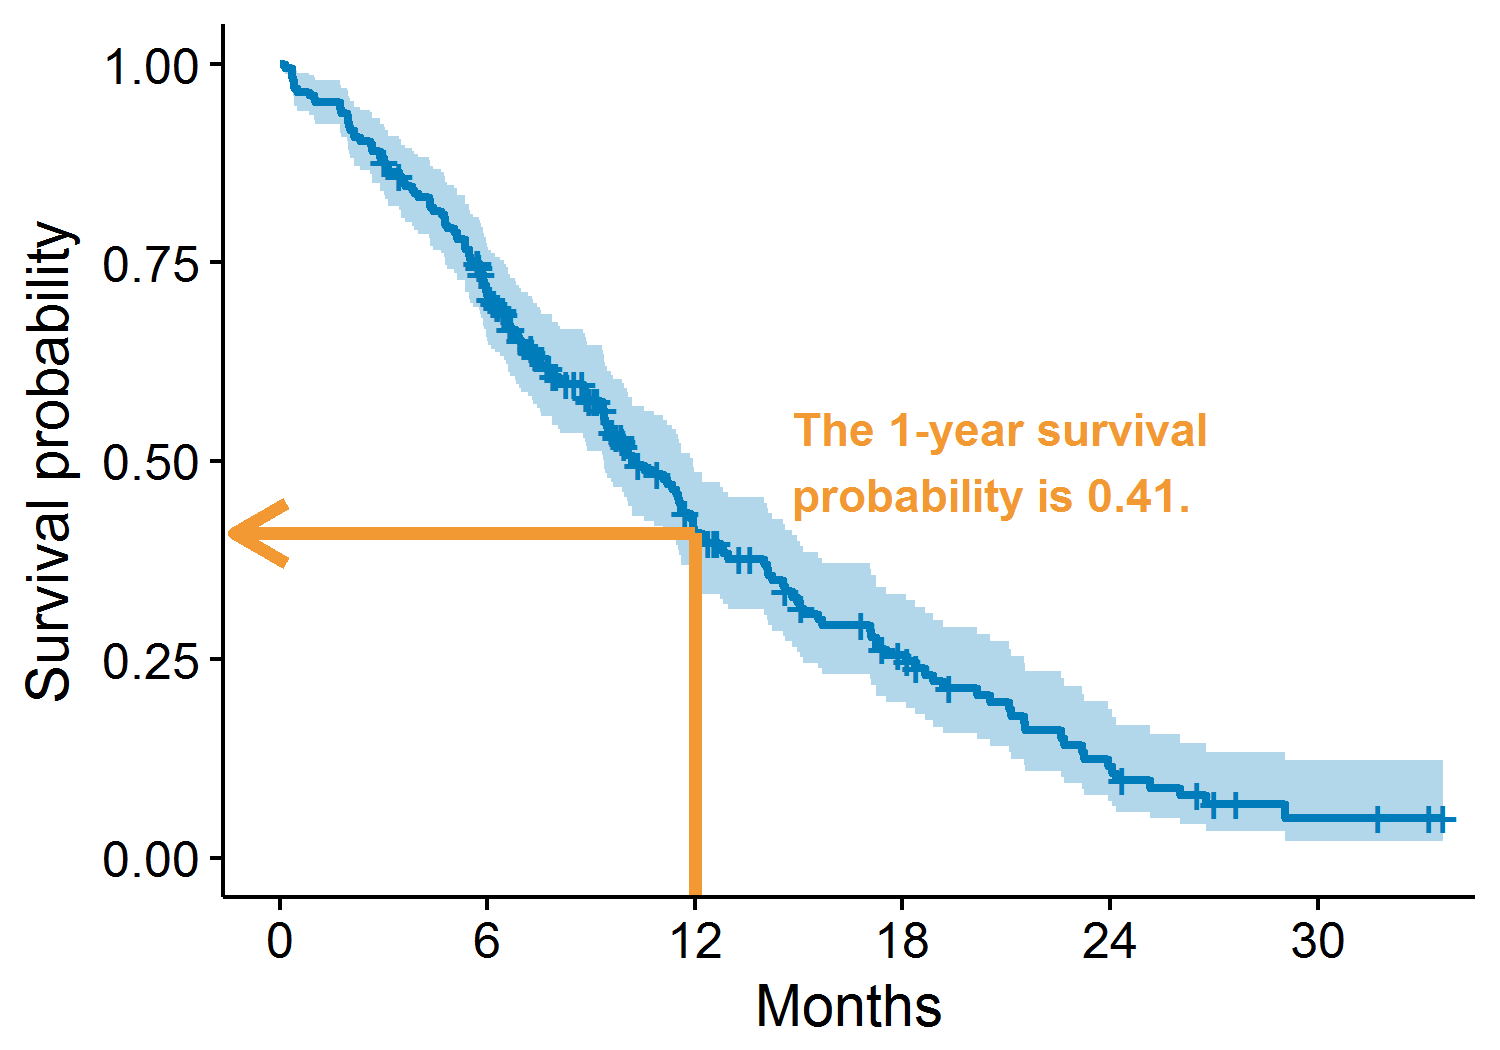 1.00
0.75
0.50
0.25
0.00
Survival probability
The 1-year survival
probability is 0.41.
0 6 12 18 24 30
Months